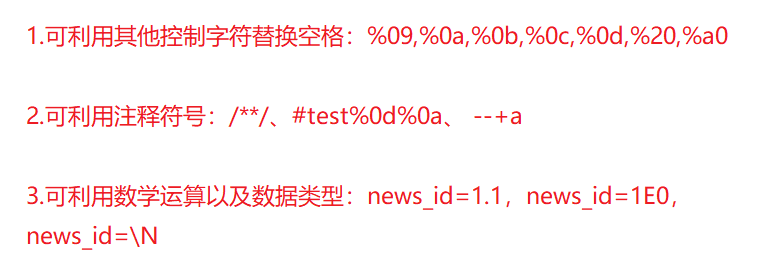 1.可利用其他控制字符替换空格：%09,%0a,%0b,%0c,%0d,%20,%a0
2.可利用注释符号：/**/、#test%0d%0a、 --+a
3.可利用数学运算以及数据类型：news_id=1.1，news_id=1E0，
news_id=\N